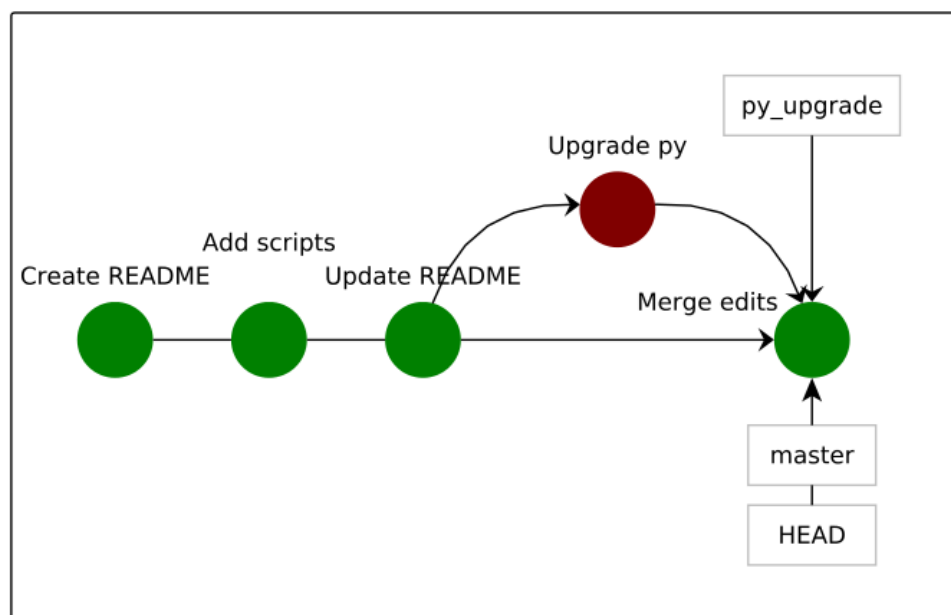 py_upgrade
Upgrade py
Add scripts
Create README
Update README
Merge edits
master
HEAD